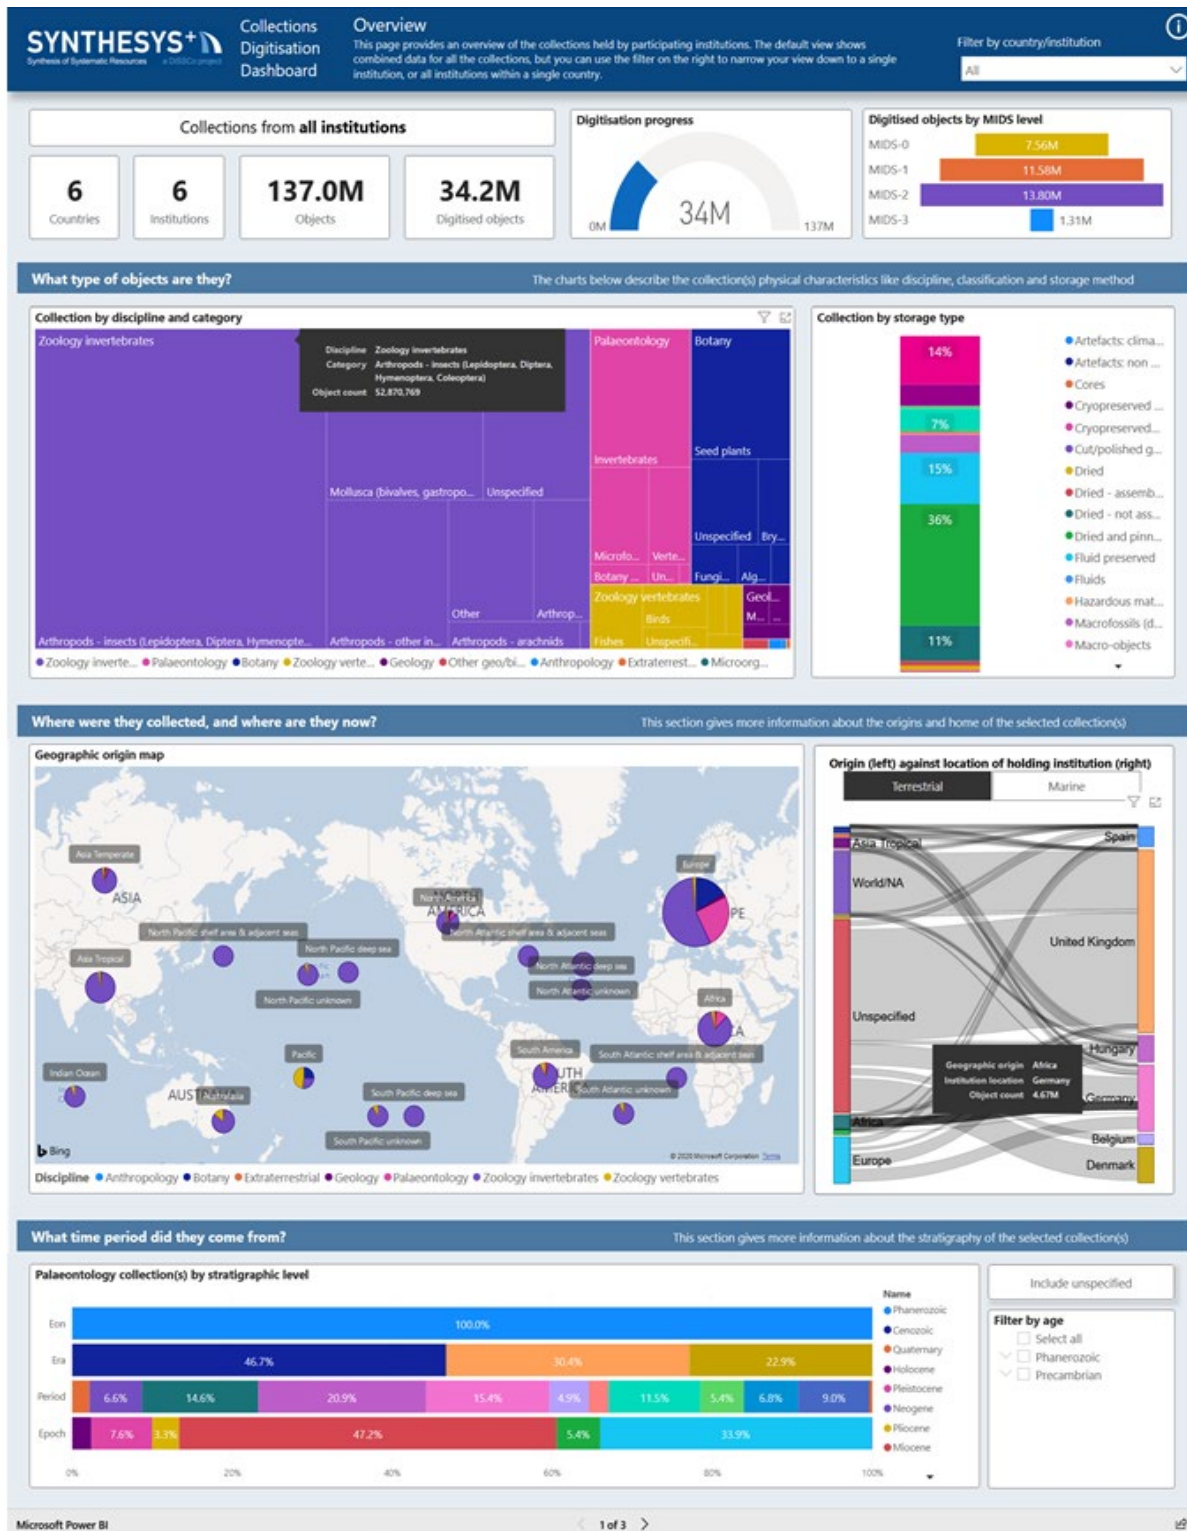 SYNTHESYS+
Synthesis of Systematic Resources
a DiSSCo project
Collections
Digitisation
Dashboard
Overview
This page provides an overview of the collections held by participating institutions. The default view shows
combined data for all the collections, but you can use the filter on the right to narrow your view down to a single
institution, or all institutions within a single country.
Filter by country/institution
All
Collections from all institutions
6
Countries
6
Institutions
137.0M
Objects
34.2M
Digitised objects
Digitisation progress
34M
0M
137M
Digitised objects by MIDS level
MIDS-0
7.56M
MIDS-1
11.58M
MIDS-2
13.80M
MIDS-3
1.31M
What type of objects are they?
The charts below describe the collection(s) physical characteristics like discipline, classification and storage method
Collection by discipline and category
Zoology invertebrates
Discipline Zoology invertebrates
Category Arthropods - insects (Lepidoptera, Diptera,
Hymenoptera, Coleoptera)
Object count 52,870,769
Palaeontology
Botany
Invertebrates
Seed plants
Mollusca (bivalves, gastropo...
Unspecified
Unspecified
Bry...
Microfo...
Verte...
Botany ...
Un...
Fungi...
Alg...
Zoology vertebrates
Geol...
Birds
M...
Other
Arthrop...
Fishes
Unspecifi...
Arthropods - insects (Lepidoptera, Diptera, Hymenopte...
Arthropods - other in...
Arthropods - arachnids
Zoology inverte...
Palaeontology
Botany
Zoology verte...
Geology
Other geo/bi...
Anthropology
Extraterrest...
Microorg...
Collection by storage type
14%
7%
15%
36%
11%
Artefacts: clima...
Artefacts: non ...
Cores
Cryopreserved ...
Cryopreserved...
Cut/polished g...
Dried
Dried - assemb...
Dried - not ass...
Dried and pinn...
Fluid preserved
Fluids
Hazardous mat...
Macrofossils (d...
Macro-objects
Where were they collected, and where are they now?
This section gives more information about the origins and home of the selected collection(s)
Geographic origin map
Asia Temperate
ASIA
North America
NORTH
AMERICA
Europe
North Pacific shelf area & adjacent seas
North Atlantic shelf area & adjacent seas
North Pacific deep sea
North Atlantic deep sea
Asia Tropical
North Pacific unknown
North Atlantic unknown
Africa
Pacific
South America
South Atlantic shelf area & adjacent seas
Indian Ocean
Australasia
South Pacific deep sea
South Atlantic unknown
South Pacific unknown
Bing
© 2020 Microsoft Corporation Terms
Discipline
Anthropology
Botany
Extraterrestrial
Geology
Palaeontology
Zoology invertebrates
Zoology vertebrates
Origin (left) against location of holding institution (right)
Terrestrial
Marine
Asia Tropical
Spain
World/NA
United Kingdom
Unspecified
Hungary
Geographic origin Africa
Institution location Germany
Object count 4.67M
Germany
Africa
Belgium
Europe
Denmark
What time period did they come from?
This section gives more information about the stratigraphy of the selected collection(s)
Palaeontology collection(s) by stratigraphic level
Eon
100.0%
Era
46.7%
30.4%
22.9%
Period
6.6%
14.6%
20.9%
15.4%
4.9%
11.5%
5.4%
6.8%
9.0%
Epoch
7.6%
3.3%
47.2%
5.4%
33.9%
0%
20%
40%
60%
80%
100%
Name
Phanerozoic
Cenozoic
Quaternary
Holocene
Pleistocene
Neogene
Pliocene
Miocene
Include unspecified
Filter by age
Select all
Phanerozoic
Precambrian
Microsoft Power BI
1 of 3